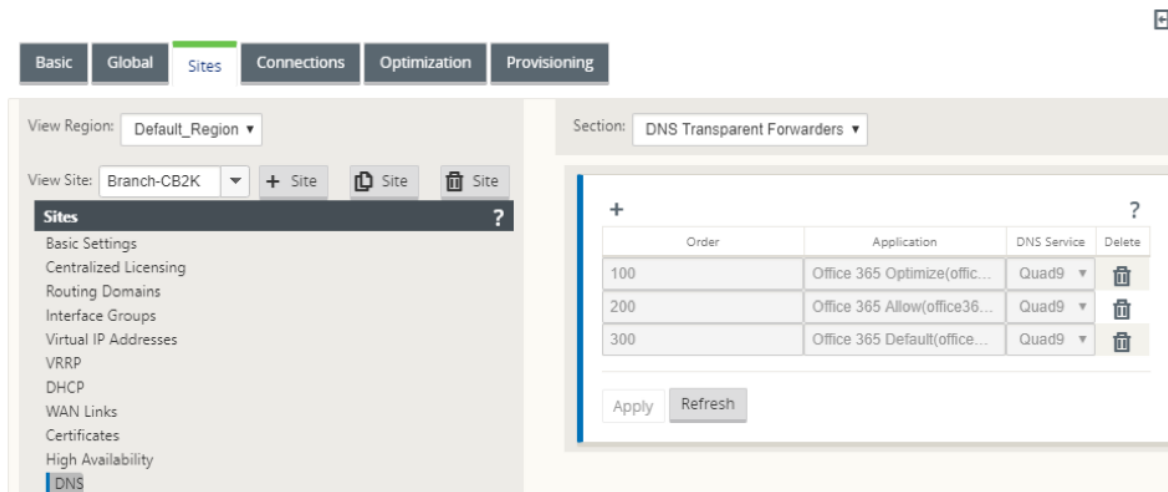 Basic Global Sites Connections Optimization Provisioning
View Region: Default_Region
Section: DNS Transparent Forwarders
View Site: Branch-CB2K + Site Site Site
Sites ?
Basic Settings
Centralized Licensing
Routing Domains
Interface Groups
Virtual IP Addresses
VRRP
DHCP
WAN Links
Certificates
High Availability
DNS
+ ?
Order Application DNS Service Delete
100 Office 365 Optimize(offic... Quad9
200 Office 365 Allow(office36... Quad9
300 Office 365 Default(office... Quad9
Apply Refresh